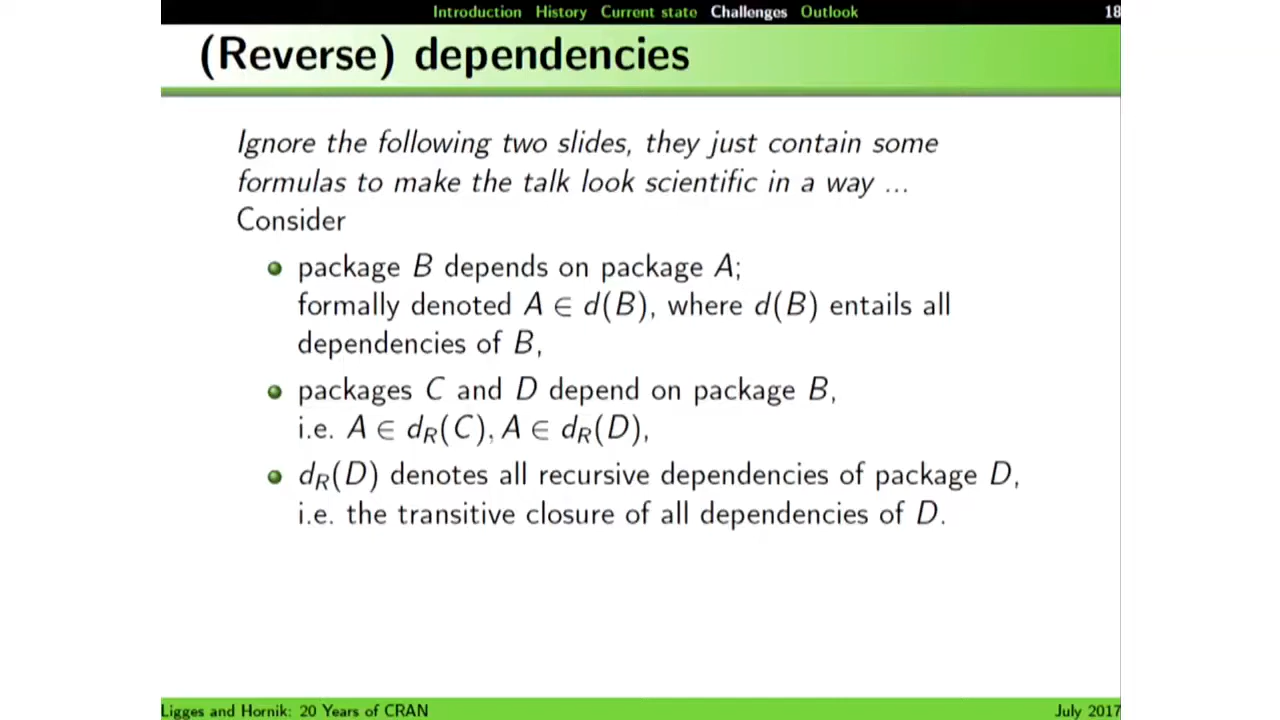 Introduction History Current state Challenges Outlook 18
(Reverse) dependencies
Ignore the following two slides, they just contain some
formulas to make the talk look scientific in a way ...
Consider
package B depends on package A;
formally denoted A ∈ d(B), where d(B) entails all
dependencies of B,
packages C and D depend on package B,
i.e. A ∈ d_R(C), A ∈ d_R(D),
d_R(D) denotes all recursive dependencies of package D,
i.e. the transitive closure of all dependencies of D.
Ligges and Hornik: 20 Years of CRAN July 2017